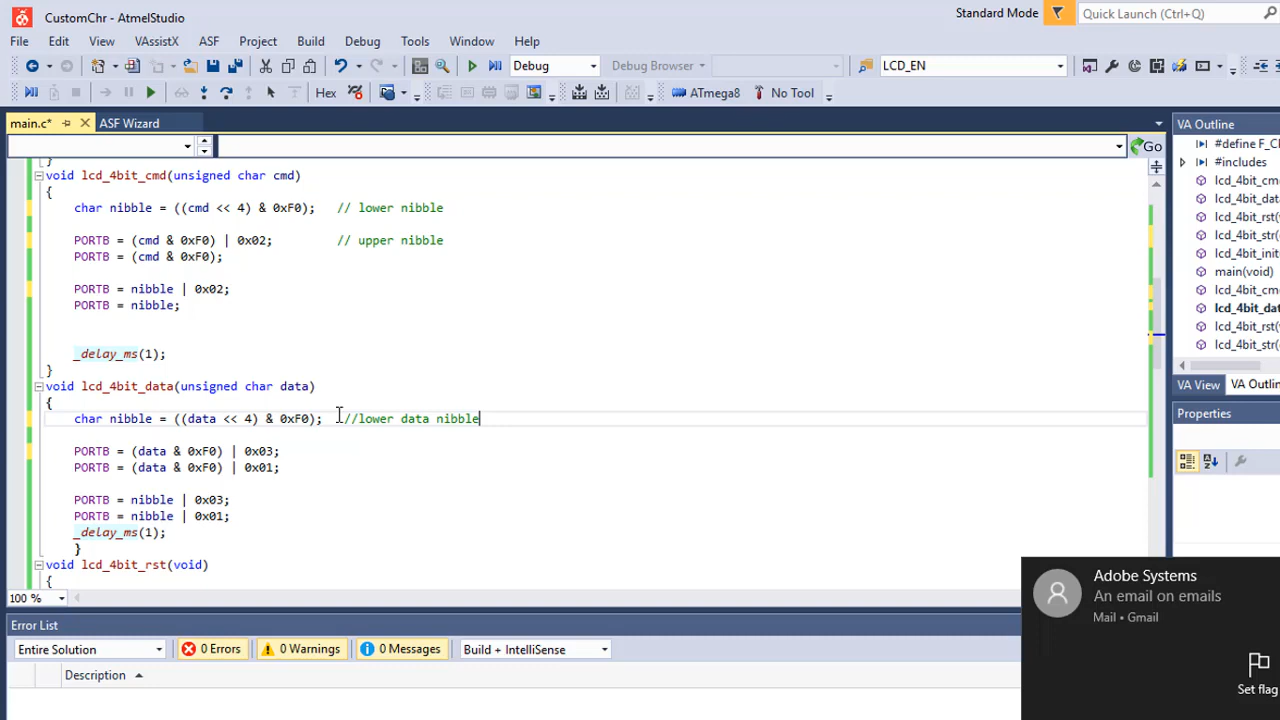 CustomChr - AtmelStudio
Standard Mode
Quick Launch (Ctrl+Q)
File Edit View VAssistX ASF Project Build Debug Tools Window Help
Debug
Debug Browser
LCD_EN
Hex
ATmega8
No Tool
main.c*
ASF Wizard
Go
}
void lcd_4bit_cmd(unsigned char cmd)
{
char nibble = ((cmd << 4) & 0xF0); // lower nibble
PORTB = (cmd & 0xF0) | 0x02; // upper nibble
PORTB = (cmd & 0xF0);
PORTB = nibble | 0x02;
PORTB = nibble;
_delay_ms(1);
}
void lcd_4bit_data(unsigned char data)
{
char nibble = ((data << 4) & 0xF0); //lower data nibble
PORTB = (data & 0xF0) | 0x03;
PORTB = (data & 0xF0) | 0x01;
PORTB = nibble | 0x03;
PORTB = nibble | 0x01;
_delay_ms(1);
}
void lcd_4bit_rst(void)
{
100 %
VA Outline
#define F_C
#includes
lcd_4bit_cm
lcd_4bit_dat
lcd_4bit_rst(
lcd_4bit_str(
lcd_4bit_init
main(void)
lcd_4bit_cm
lcd_4bit_dat
lcd_4bit_rst(
lcd_4bit_str(
VA View
VA Outlin
Properties
Error List
Entire Solution
0 Errors
0 Warnings
0 Messages
Build + IntelliSense
Description
Adobe Systems
An email on emails
Mail • Gmail
Set flag